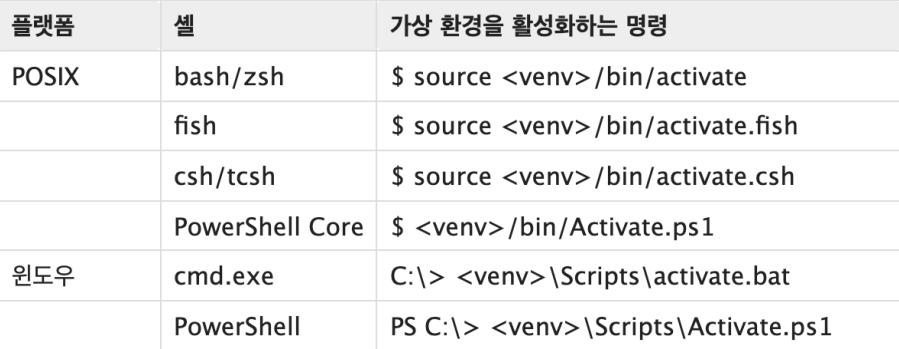 플랫폼 셸 가상 환경을 활성화하는 명령
POSIX bash/zsh $ source <venv>/bin/activate
fish $ source <venv>/bin/activate.fish
csh/tcsh $ source <venv>/bin/activate.csh
PowerShell Core $ <venv>/bin/Activate.ps1
윈도우 cmd.exe C:\> <venv>\Scripts\activate.bat
PowerShell PS C:\> <venv>\Scripts\Activate.ps1